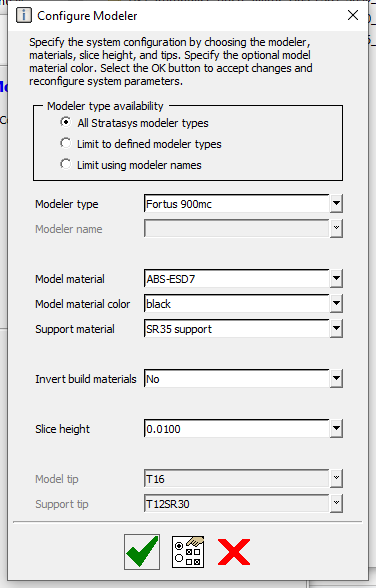 Configure Modeler
Specify the system configuration by choosing the modeler,
materials, slice height, and tips. Specify the optional model
material color. Select the OK button to accept changes and
reconfigure system parameters.
Modeler type availability
All Stratasys modeler types
Limit to defined modeler types
Limit using modeler names
Modeler type Fortus 900mc
Modeler name
Model material ABS-ESD7
Model material color black
Support material SR35 support
Invert build materials No
Slice height 0.0100
Model tip T16
Support tip T12SR30